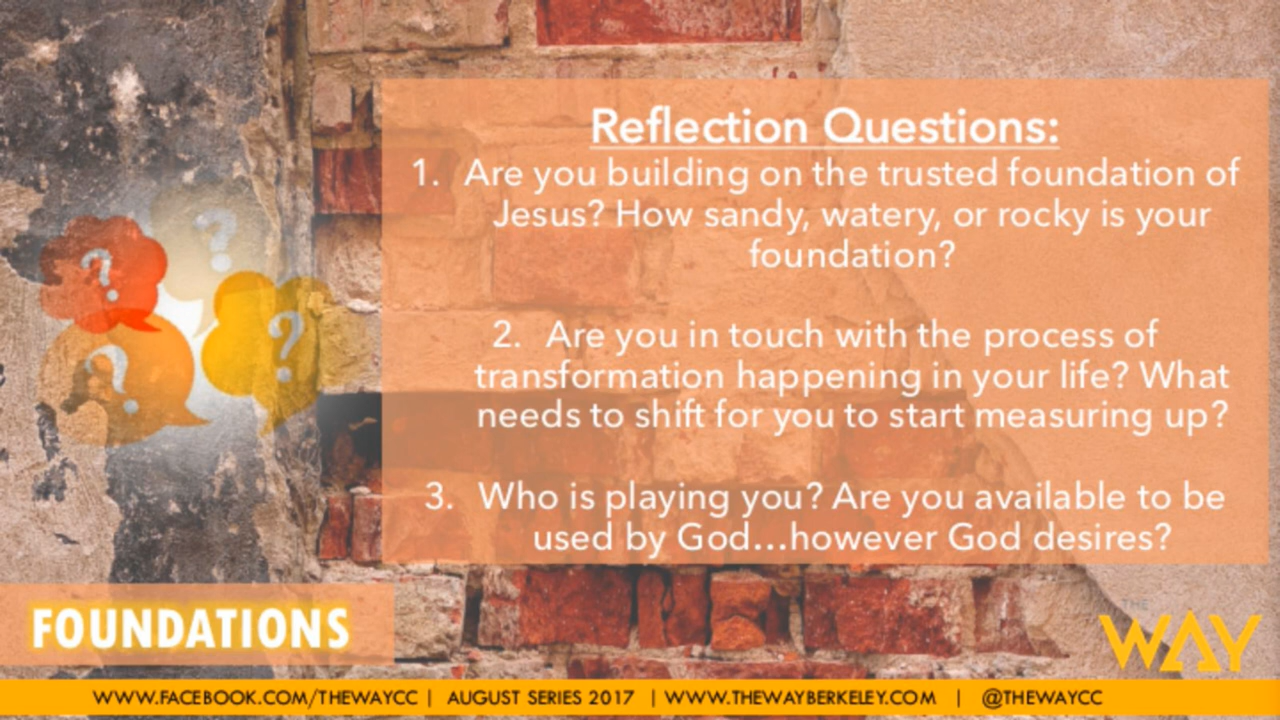 Reflection Questions:
1. Are you building on the trusted foundation of
Jesus? How sandy, watery, or rocky is your
foundation?
2. Are you in touch with the process of
transformation happening in your life? What
needs to shift for you to start measuring up?
3. Who is playing you? Are you available to be
used by God...however God desires?
? ? ? ?
FOUNDATIONS
THE
WAY
WWW.FACEBOOK.COM/THEWAYCC | AUGUST SERIES 2017 | WWW.THEWAYBERKELEY.COM | @THEWAYCC